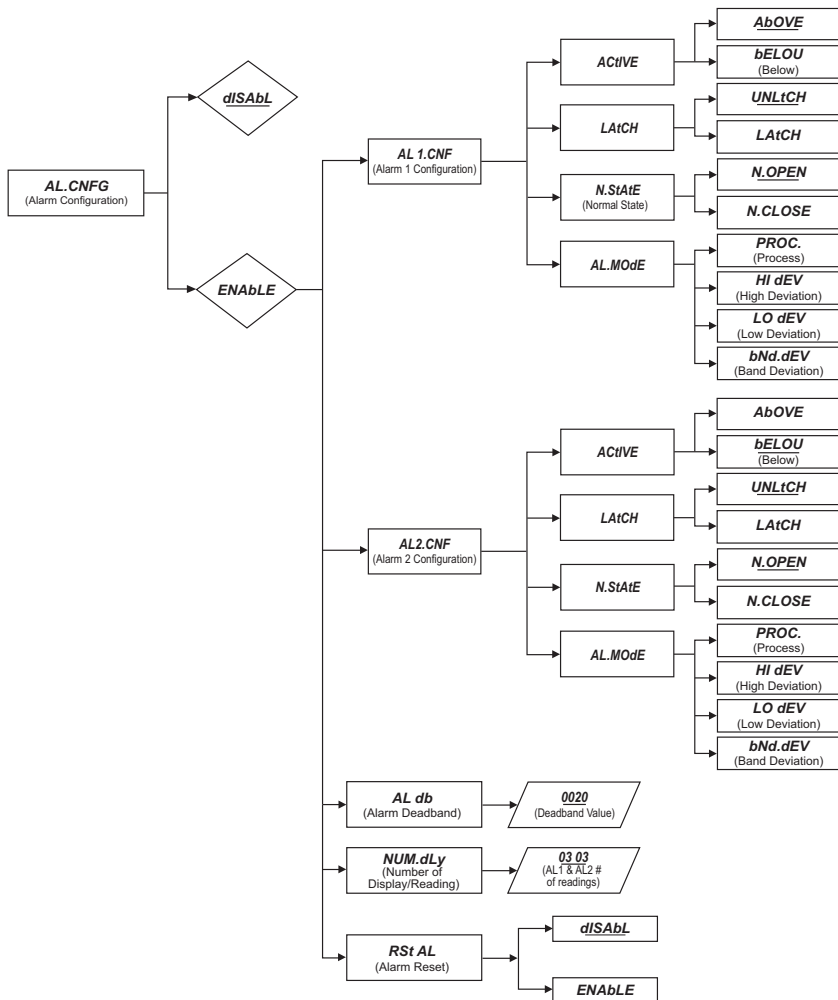 AL.CNFG
(Alarm Configuration)
dISAbL
ENAbLE
AL 1.CNF
(Alarm 1 Configuration)
ACtIVE
AbOVE
bELOU
(Below)
LAtCH
UNLtCH
LAtCH
N.StAtE
(Normal State)
N.OPEN
N.CLOSE
AL.MOdE
PROC.
(Process)
HI dEV
(High Deviation)
LO dEV
(Low Deviation)
bNd.dEV
(Band Deviation)
AL2.CNF
(Alarm 2 Configuration)
ACtIVE
AbOVE
bELOU
(Below)
LAtCH
UNLtCH
LAtCH
N.StAtE
N.OPEN
N.CLOSE
AL.MOdE
PROC.
(Process)
HI dEV
(High Deviation)
LO dEV
(Low Deviation)
bNd.dEV
(Band Deviation)
AL db
(Alarm Deadband)
0020
(Deadband Value)
NUM.dLy
(Number of
Display/Reading)
03 03
(AL1 & AL2 #
of readings)
RSt AL
(Alarm Reset)
dISAbL
ENAbLE